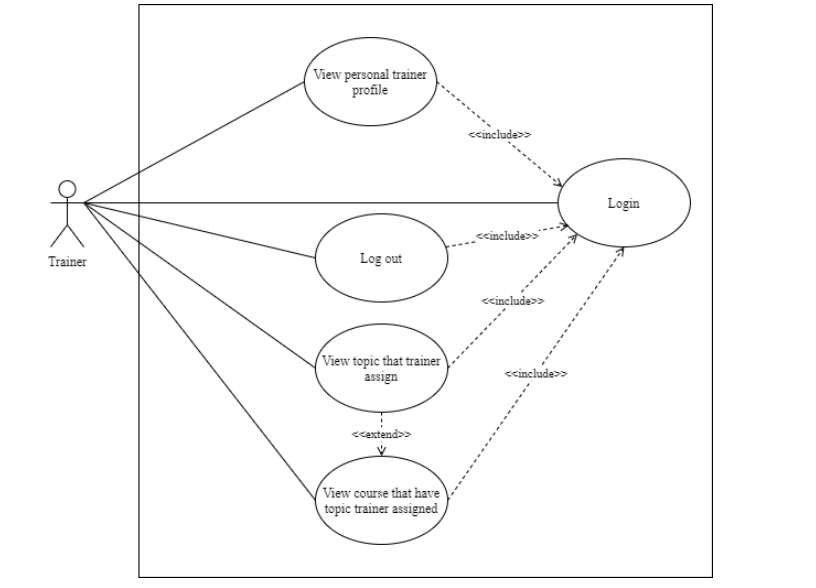 View personal trainer
profile
<<include>>
Login
<<include>>
Log out
Trainer
<<include>>
View topic that trainer
assign
<<include>>
<<extend>>
View course that have
topic trainer assigned